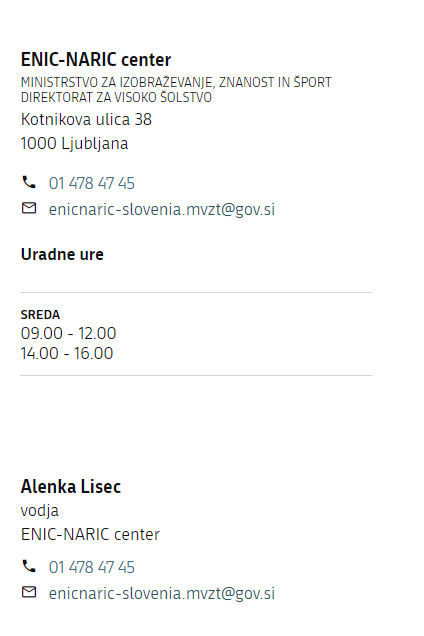 ENIC-NARIC center
MINISTRSTVO ZA IZOBRAŽEVANJE, ZNANOST IN ŠPORT
DIREKTORAT ZA VISOKO ŠOLSTVO
Kotnikova ulica 38
1000 Ljubljana
01 478 47 45
enicnaric-slovenia.mvzt@gov.si
Uradne ure
SREDA
09.00 - 12.00
14.00 - 16.00
Alenka Lisec
vodja
ENIC-NARIC center
01 478 47 45
enicnaric-slovenia.mvzt@gov.si